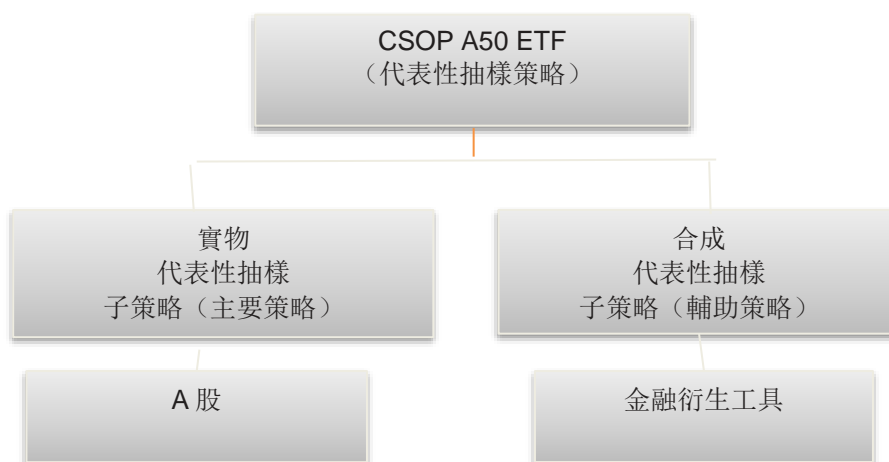 CSOP A50 ETF
（代表性抽樣策略）
實物
代表性抽樣
子策略（主要策略）
合成
代表性抽樣
子策略（輔助策略）
A 股
金融衍生工具